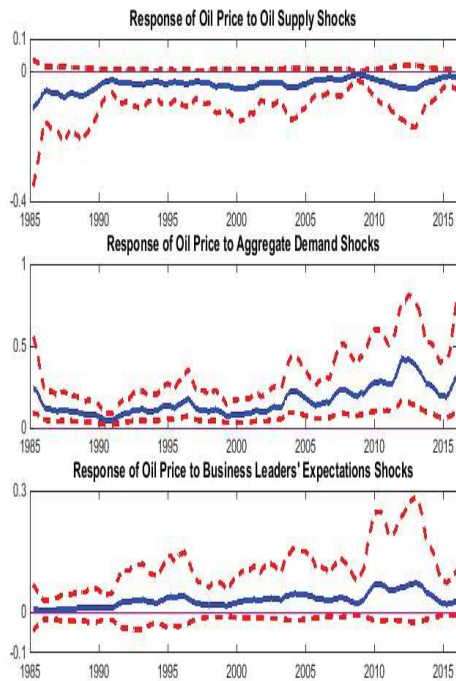 Response of Oil Price to Oil Supply Shocks
0.1
0
-0.4
1985 1990 1995 2000 2005 2010 2015
Response of Oil Price to Aggregate Demand Shocks
1
0.5
0
1985 1990 1995 2000 2005 2010 2015
Response of Oil Price to Business Leaders' Expectations Shocks
0.3
0
-0.1
1985 1990 1995 2000 2005 2010 2015